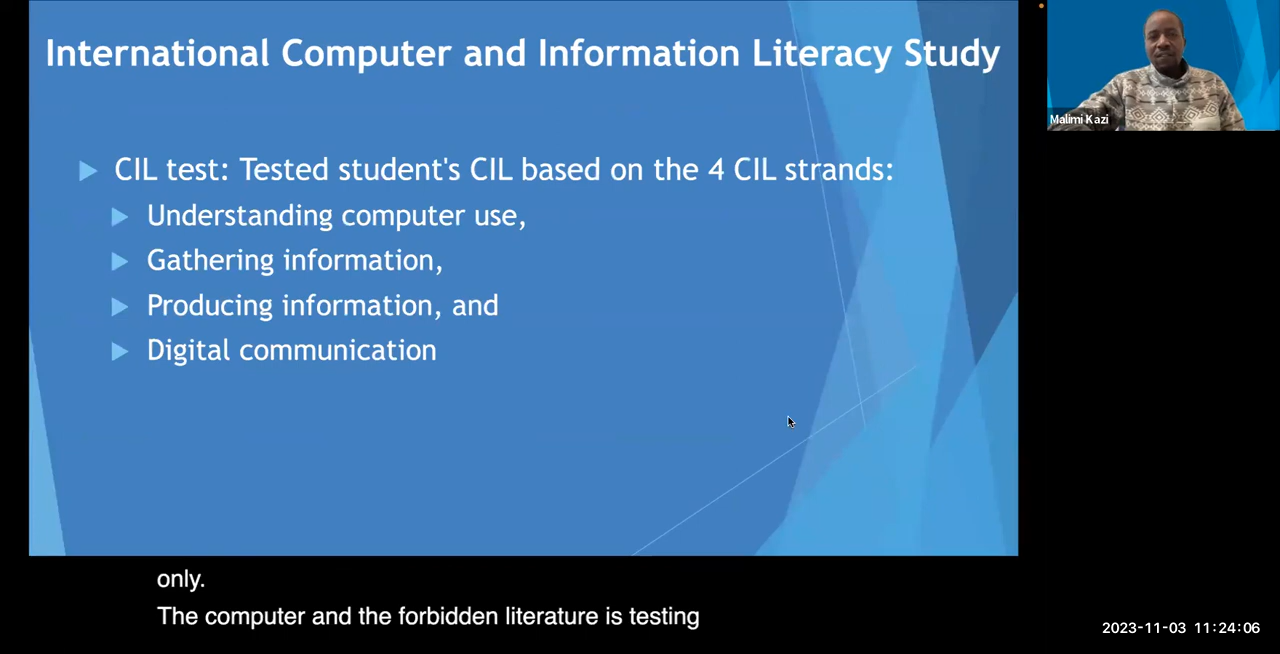 International Computer and Information Literacy Study
CIL test: Tested student's CIL based on the 4 CIL strands:
Understanding computer use,
Gathering information,
Producing information, and
Digital communication
Malimi Kazi
only.
The computer and the forbidden literature is testing
2023-11-03 11:24:06